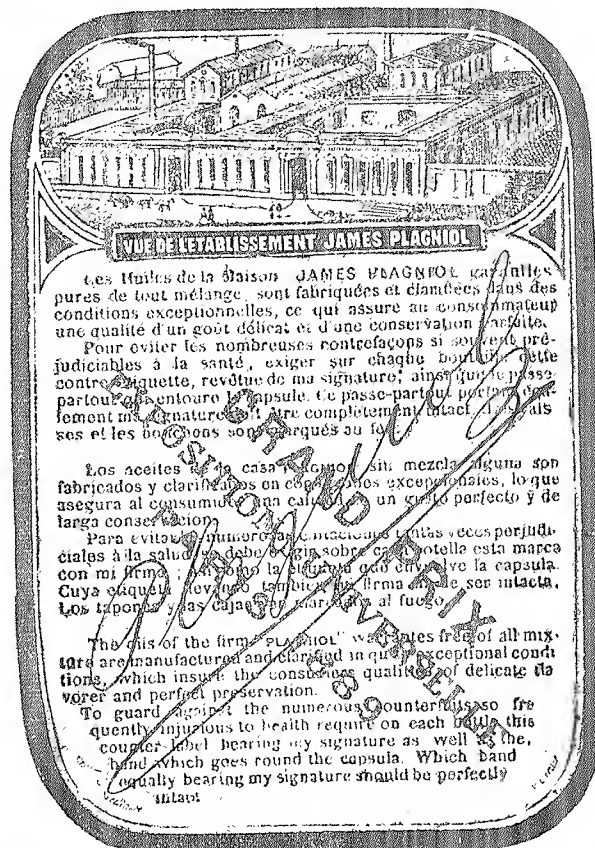 VUE DE L'ÉTABLISSEMENT JAMES PLAGNIOL
Les Huiles de la Maison JAMES PLAGNIOL garanties
pures de tout mélange, sont fabriquées et clarifiées dans des
conditions exceptionnelles, ce qui assure au consommateur
une qualité d'un goût délicat et d'une conservation parfaite.
Pour éviter les nombreuses contrefaçons si souvent pré-
judiciables à la santé, exiger sur chaque bouteille cette
contre-étiquette, revêtue de ma signature, ainsi que le passe-
partout qui entoure la capsule. Ce passe-partout portant éga-
lement ma signature doit être complètement intact. Les cais-
ses et les bouchons sont marqués au feu.
Los aceites de la casa PLAGNIOL sin mezcla alguna son
fabricados y clarificados en condiciones excepcionales, lo que
asegura al consumidor una calidad de un gusto perfecto y de
larga conservacion.
Para evitar numerosas imitaciones tantas veces perjudi-
ciales à la salud, se debe exigir sobre cada botella esta marca
con mi firma, asi como la etiqueta que envuelve la capsula.
Cuya etiqueta llevando tambien mi firma ha de ser intacta.
Los tapones y las cajas son marcados al fuego.
The oils of the firm "PLAGNIOL" warrantes free of all mix-
ture are manufactured and clarified in quite exceptional condi
tions, which insure the consumers qualities of delicate fla
vorer and perfect preservation.
To guard against the numerous counterfeits so fre
quently injurious to health require on each bottle this
counter-label bearing my signature as well as the,
band which goes round the capsula. Which band
equally bearing my signature should be perfectly
intact
GRAND PRIX
EXPOSITION UNIVERSELLE
PARIS 1889